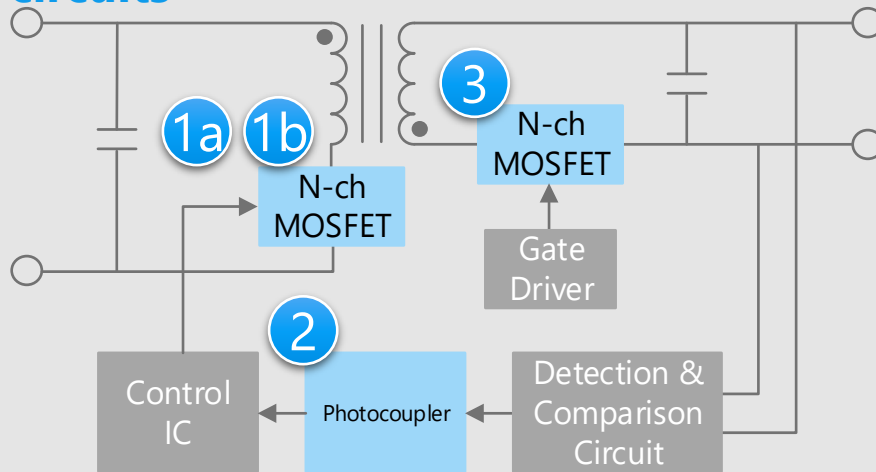 1a
1b
3
N-ch
MOSFET
N-ch
MOSFET
Gate
Driver
2
Control
IC
Photocoupler
Detection &
Comparison
Circuit